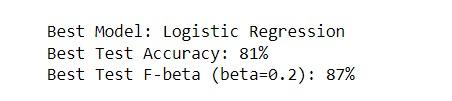 Best Model: Logistic Regression
Best Test Accuracy: 81%
Best Test F-beta (beta=0.2): 87%